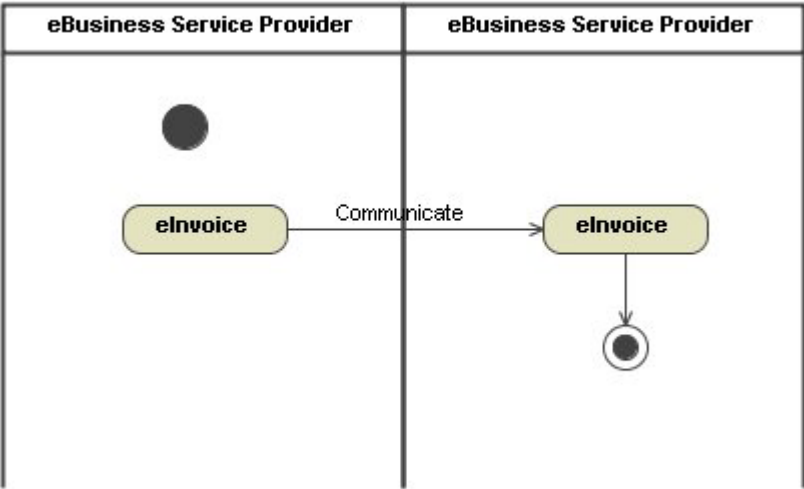 eBusiness Service Provider
eBusiness Service Provider
Communicate
eInvoice
eInvoice